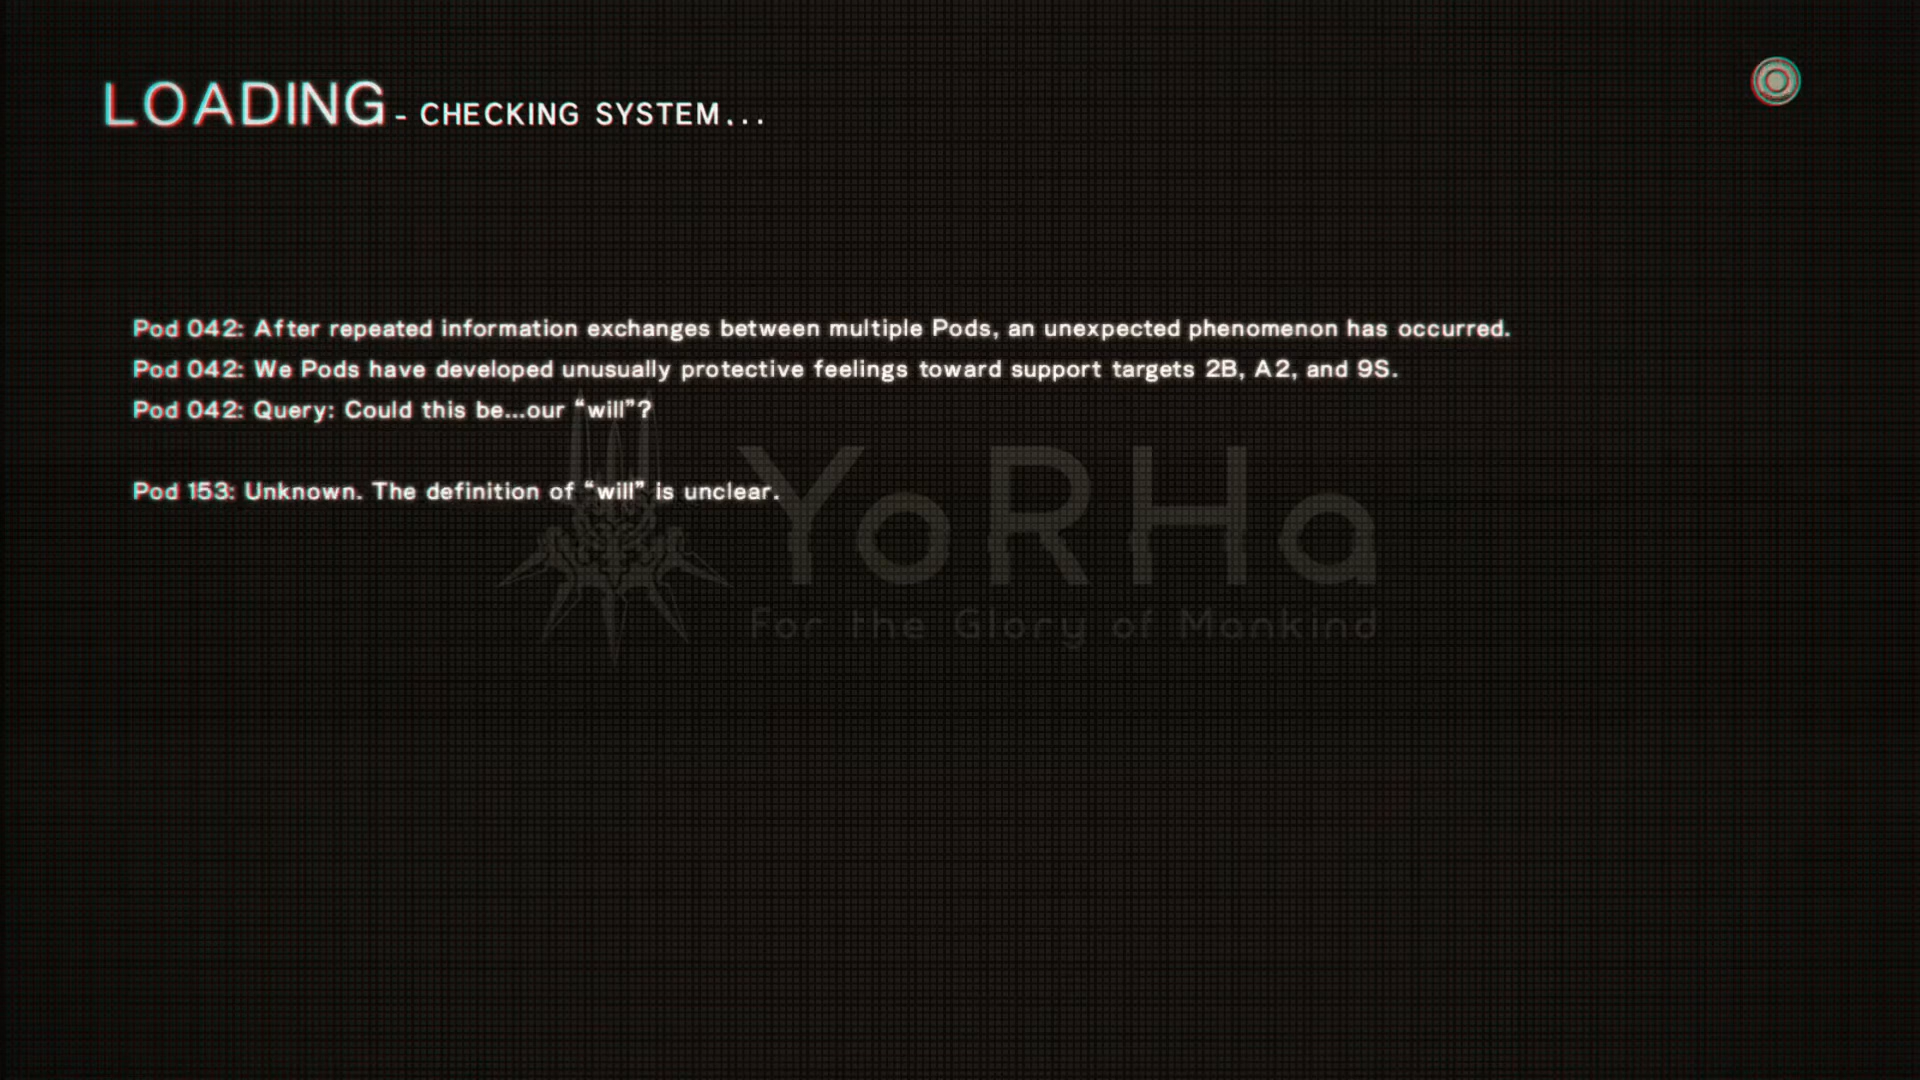 LOADING - CHECKING SYSTEM...
Pod 042: After repeated information exchanges between multiple Pods, an unexpected phenomenon has occurred.
Pod 042: We Pods have developed unusually protective feelings toward support targets 2B, A2, and 9S.
Pod 042: Query: Could this be...our “will”?
Pod 153: Unknown. The definition of “will” is unclear.
YoRHa
For the Glory of Mankind